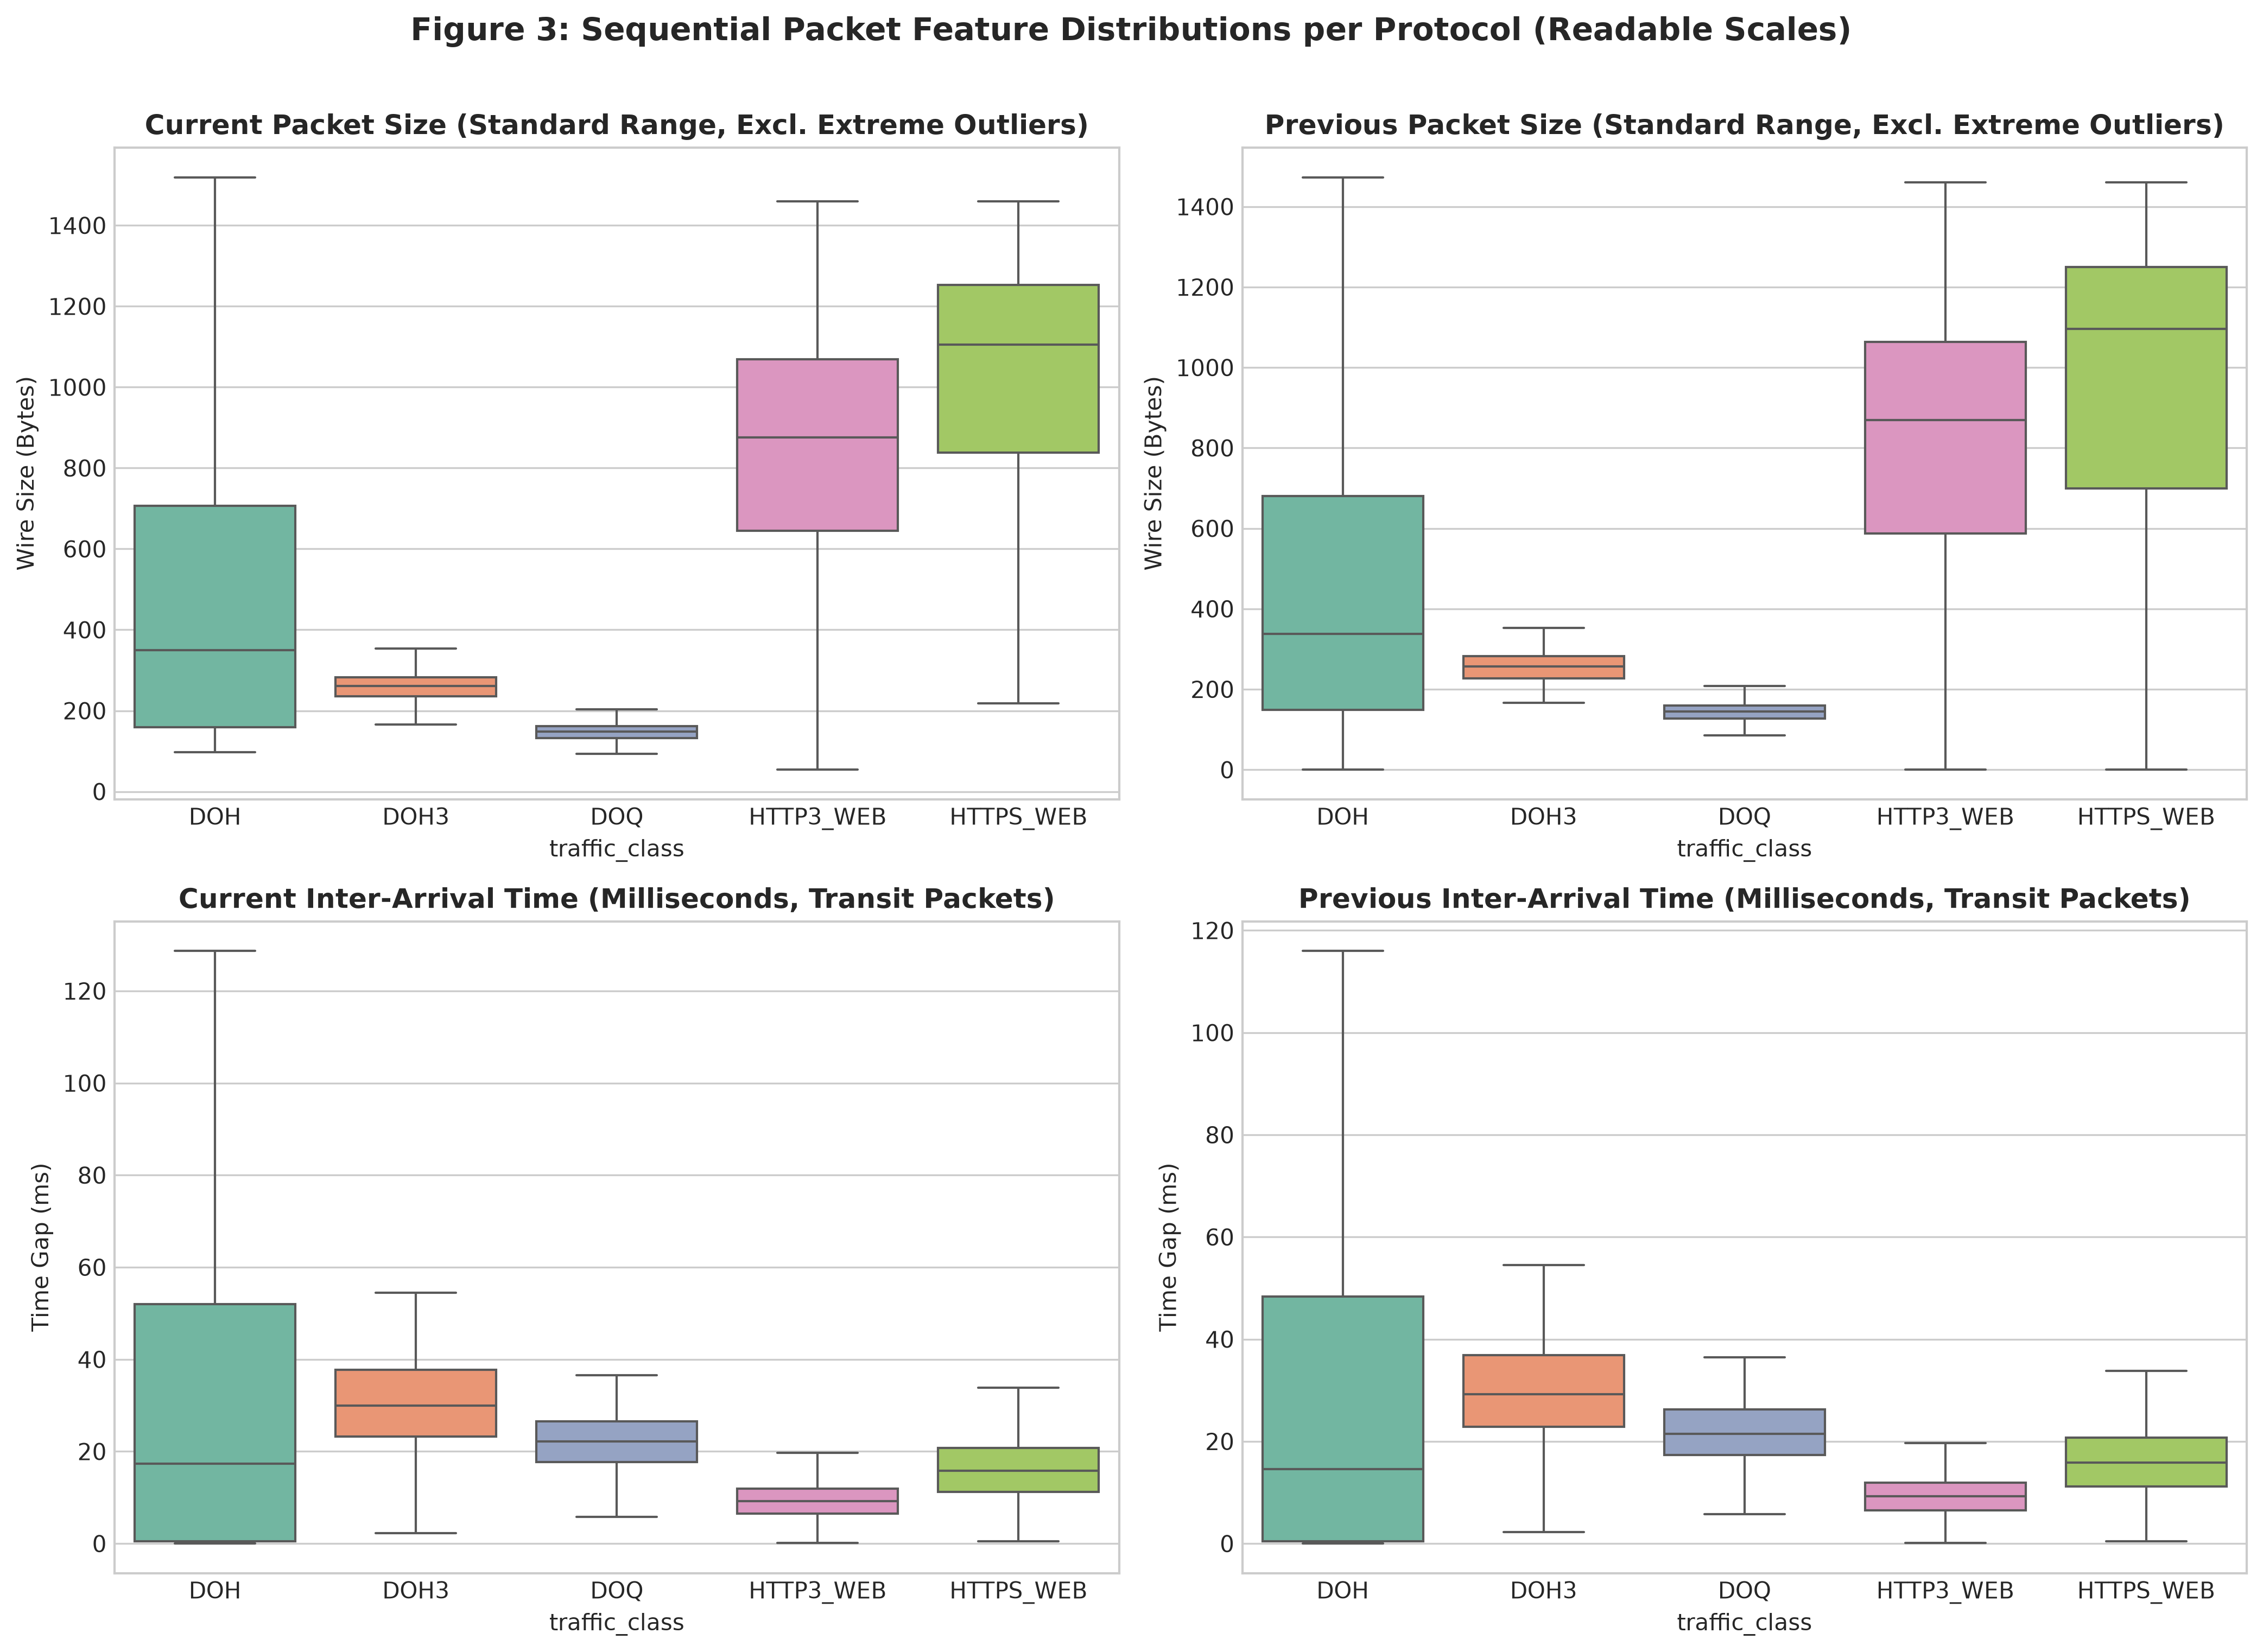 Figure 3: Sequential Packet Feature Distributions per Protocol (Readable Scales)
Current Packet Size (Standard Range, Excl. Extreme Outliers)
Wire Size (Bytes)
1400
1200
1000
800
600
400
200
0
DOH DOH3 DOQ HTTP3_WEB HTTPS_WEB
traffic_class
Previous Packet Size (Standard Range, Excl. Extreme Outliers)
Wire Size (Bytes)
1400
1200
1000
800
600
400
200
0
DOH DOH3 DOQ HTTP3_WEB HTTPS_WEB
traffic_class
Current Inter-Arrival Time (Milliseconds, Transit Packets)
Time Gap (ms)
120
100
80
60
40
20
0
DOH DOH3 DOQ HTTP3_WEB HTTPS_WEB
traffic_class
Previous Inter-Arrival Time (Milliseconds, Transit Packets)
Time Gap (ms)
120
100
80
60
40
20
0
DOH DOH3 DOQ HTTP3_WEB HTTPS_WEB
traffic_class